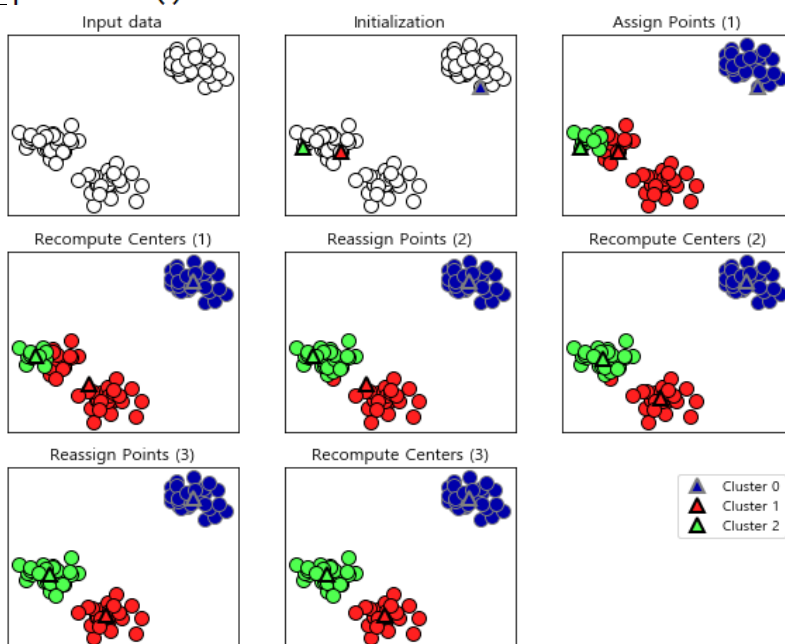 Input data
Initialization
Assign Points (1)
Recompute Centers (1)
Reassign Points (2)
Recompute Centers (2)
Reassign Points (3)
Recompute Centers (3)
Cluster 0
Cluster 1
Cluster 2